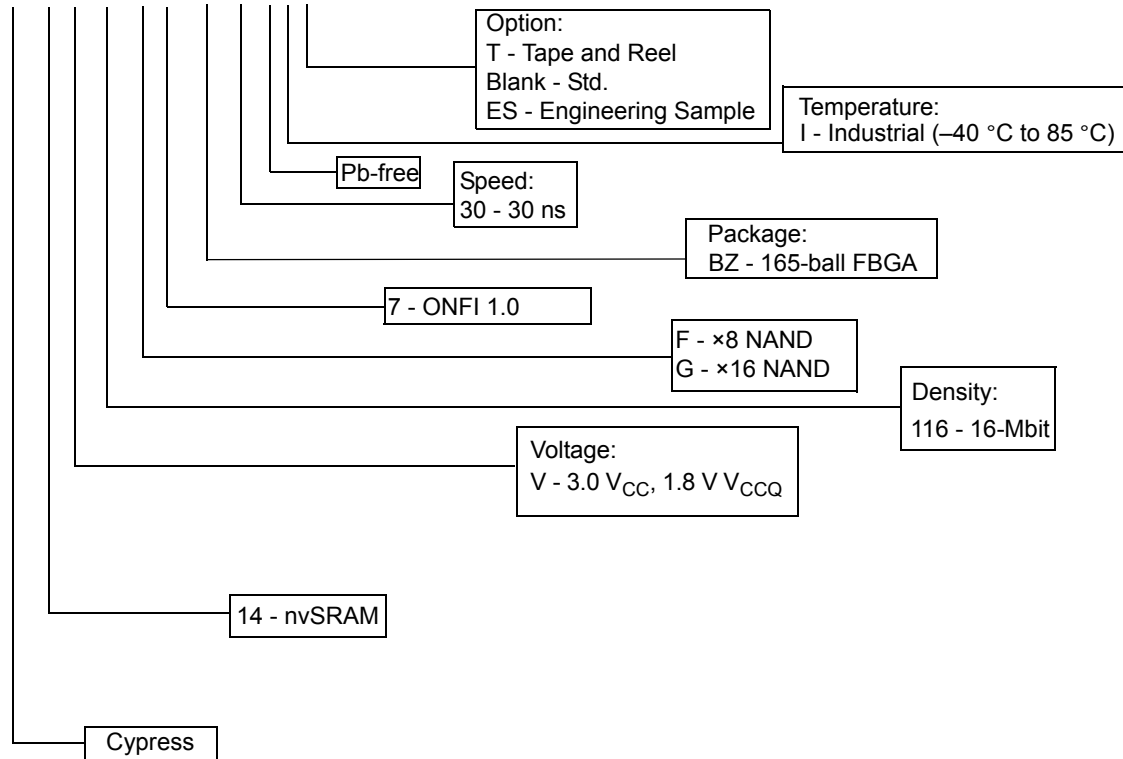 Option:
T - Tape and Reel
Blank - Std.
ES - Engineering Sample
Temperature:
I - Industrial (–40 °C to 85 °C)
Pb-free
Speed:
30 - 30 ns
Package:
BZ - 165-ball FBGA
7 - ONFI 1.0
F - ×8 NAND
G - ×16 NAND
Density:
116 - 16-Mbit
Voltage:
V - 3.0 VCC, 1.8 V VCCQ
14 - nvSRAM
Cypress